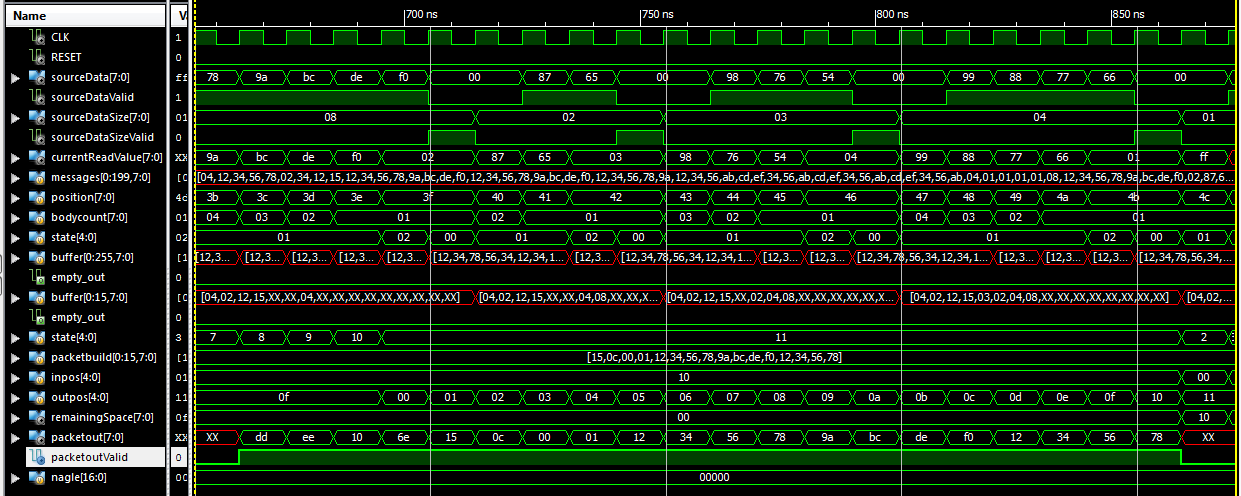 Name V 700 ns 750 ns 800 ns 850 ns
CLK 1
RESET 0
sourceData[7:0] ff 78 9a bc de f0 00 87 65 00 98 76 54 00 99 88 77 66 00
sourceDataValid 1
sourceDataSize[7:0] 01 08 02 03 04 01
sourceDataSizeValid 0
currentReadValue[7:0] XX 9a bc de f0 02 87 65 03 98 76 54 04 99 88 77 66 01 ff
messages[0:199,7:0] [0 [04,12,34,56,78,02,34,12,15,12,34,56,78,9a,bc,de,f0,12,34,56,78,9a,bc,de,f0,12,34,56,78,9a,12,34,56,ab,cd,ef,34,56,ab,cd,ef,34,56,ab,cd,ef,34,56,ab,04,01,01,01,01,08,12,34,56,78,9a,bc,de,f0,02,87,6...
position[7:0] 4c 3b 3c 3d 3e 3f 40 41 42 43 44 45 46 47 48 49 4a 4b 4c
bodycount[7:0] 01 04 03 02 01 02 01 03 02 01 04 03 02 01
state[4:0] 02 01 02 00 01 02 00 01 02 00 01 02 00 01
buffer[0:255,7:0] [1 [12,3... [12,3... [12,3... [12,3... [12,3... [12,34,78,56,34,12,34,1... [12,3... [12,34,78,56,34,12,34,1... [12,3... [12,3... [12,34,78,56,34,12,34,1... [12,3... [12,3... [12,3... [12,34,78,56,34,...
empty_out 0
buffer[0:15,7:0] [0 [04,02,12,15,XX,XX,04,XX,XX,XX,XX,XX,XX,XX,XX,XX] [04,02,12,15,XX,XX,04,08,XX,XX,X... [04,02,12,15,XX,02,04,08,XX,XX,XX,XX,XX,X... [04,02,12,15,03,02,04,08,XX,XX,XX,XX,XX,XX,XX,XX] [04,02,...
empty_out 0
state[4:0] 3 7 8 9 10 11 2
packetbuild[0:15,7:0] [1 [15,0c,00,01,12,34,56,78,9a,bc,de,f0,12,34,56,78]
inpos[4:0] 01 10 00
outpos[4:0] 11 0f 00 01 02 03 04 05 06 07 08 09 0a 0b 0c 0d 0e 0f 10 11
remainingSpace[7:0] 0f 00 10
packetout[7:0] XX XX dd ee 10 6e 15 0c 00 01 12 34 56 78 9a bc de f0 12 34 56 78 XX
packetoutValid 0
nagle[16:0] 00 00000